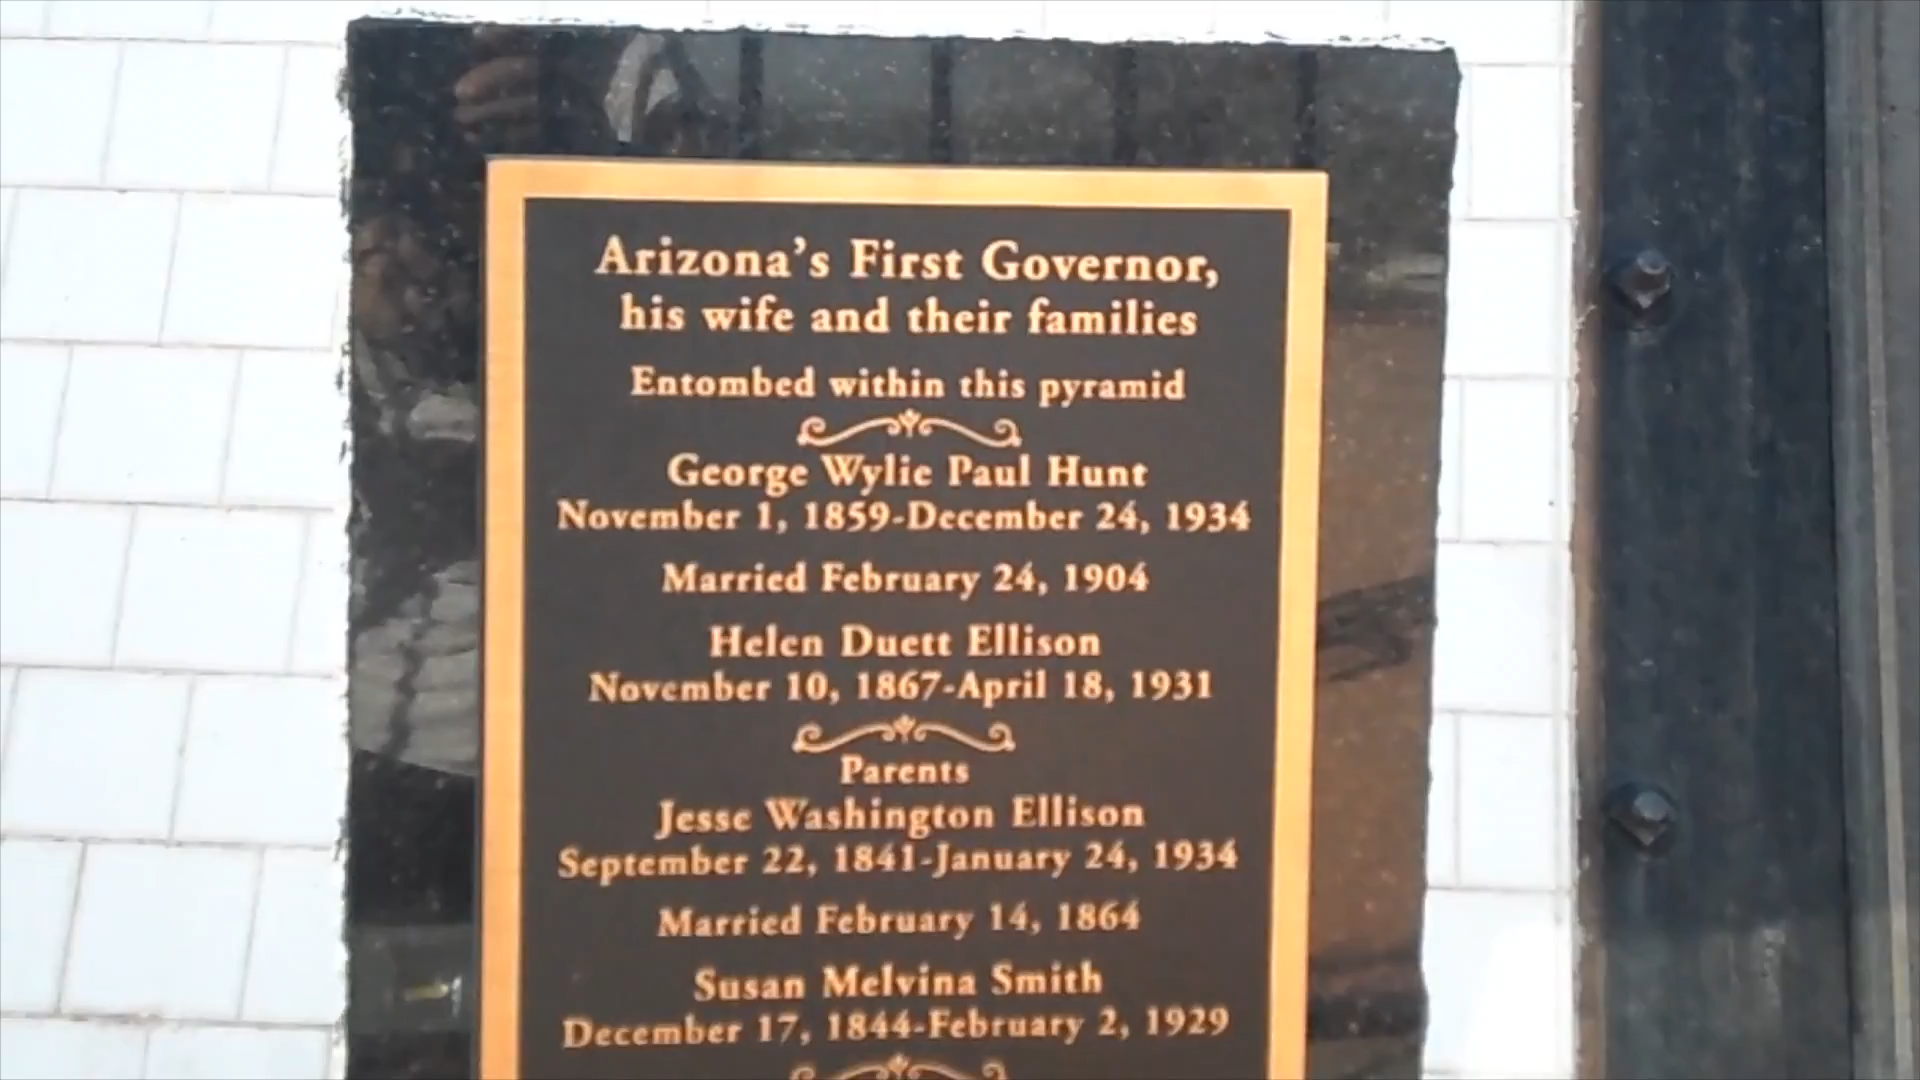 Arizona's First Governor,
his wife and their families
Entombed within this pyramid
George Wylie Paul Hunt
November 1, 1859-December 24, 1934
Married February 24, 1904
Helen Duett Ellison
November 10, 1867-April 18, 1931
Parents
Jesse Washington Ellison
September 22, 1841-January 24, 1934
Married February 14, 1864
Susan Melvina Smith
December 17, 1844-February 2, 1929